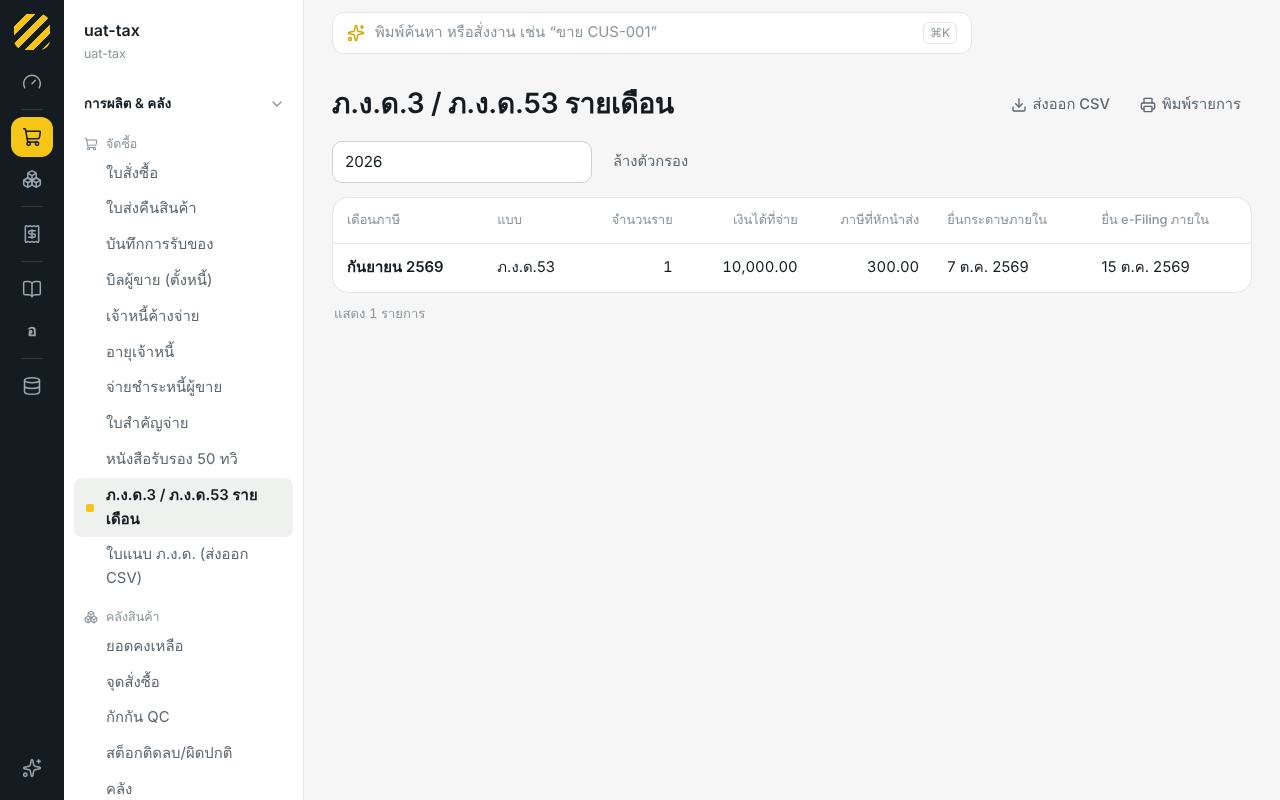 uat-tax
uat-tax
การผลิต & คลัง
จัดซื้อ
ใบสั่งซื้อ
ใบส่งคืนสินค้า
บันทึกการรับของ
บิลผู้ขาย (ตั้งหนี้)
เจ้าหนี้ค้างจ่าย
อายุเจ้าหนี้
จ่ายชำระหนี้ผู้ขาย
ใบสำคัญจ่าย
หนังสือรับรอง 50 ทวิ
ภ.ง.ด.3 / ภ.ง.ด.53 ราย
เดือน
ใบแนบ ภ.ง.ด. (ส่งออก
CSV)
คลังสินค้า
ยอดคงเหลือ
จุดสั่งซื้อ
กักกัน QC
สต็อกติดลบ/ผิดปกติ
คลัง
อ
พิมพ์ค้นหา หรือสั่งงาน เช่น “ขาย CUS-001” ⌘K
ภ.ง.ด.3 / ภ.ง.ด.53 รายเดือน
ส่งออก CSV พิมพ์รายการ
2026 ล้างตัวกรอง
เดือนภาษี แบบ จำนวนราย เงินได้ที่จ่าย ภาษีที่หักนำส่ง ยื่นกระดาษภายใน ยื่น e-Filing ภายใน
กันยายน 2569 ภ.ง.ด.53 1 10,000.00 300.00 7 ต.ค. 2569 15 ต.ค. 2569
แสดง 1 รายการ